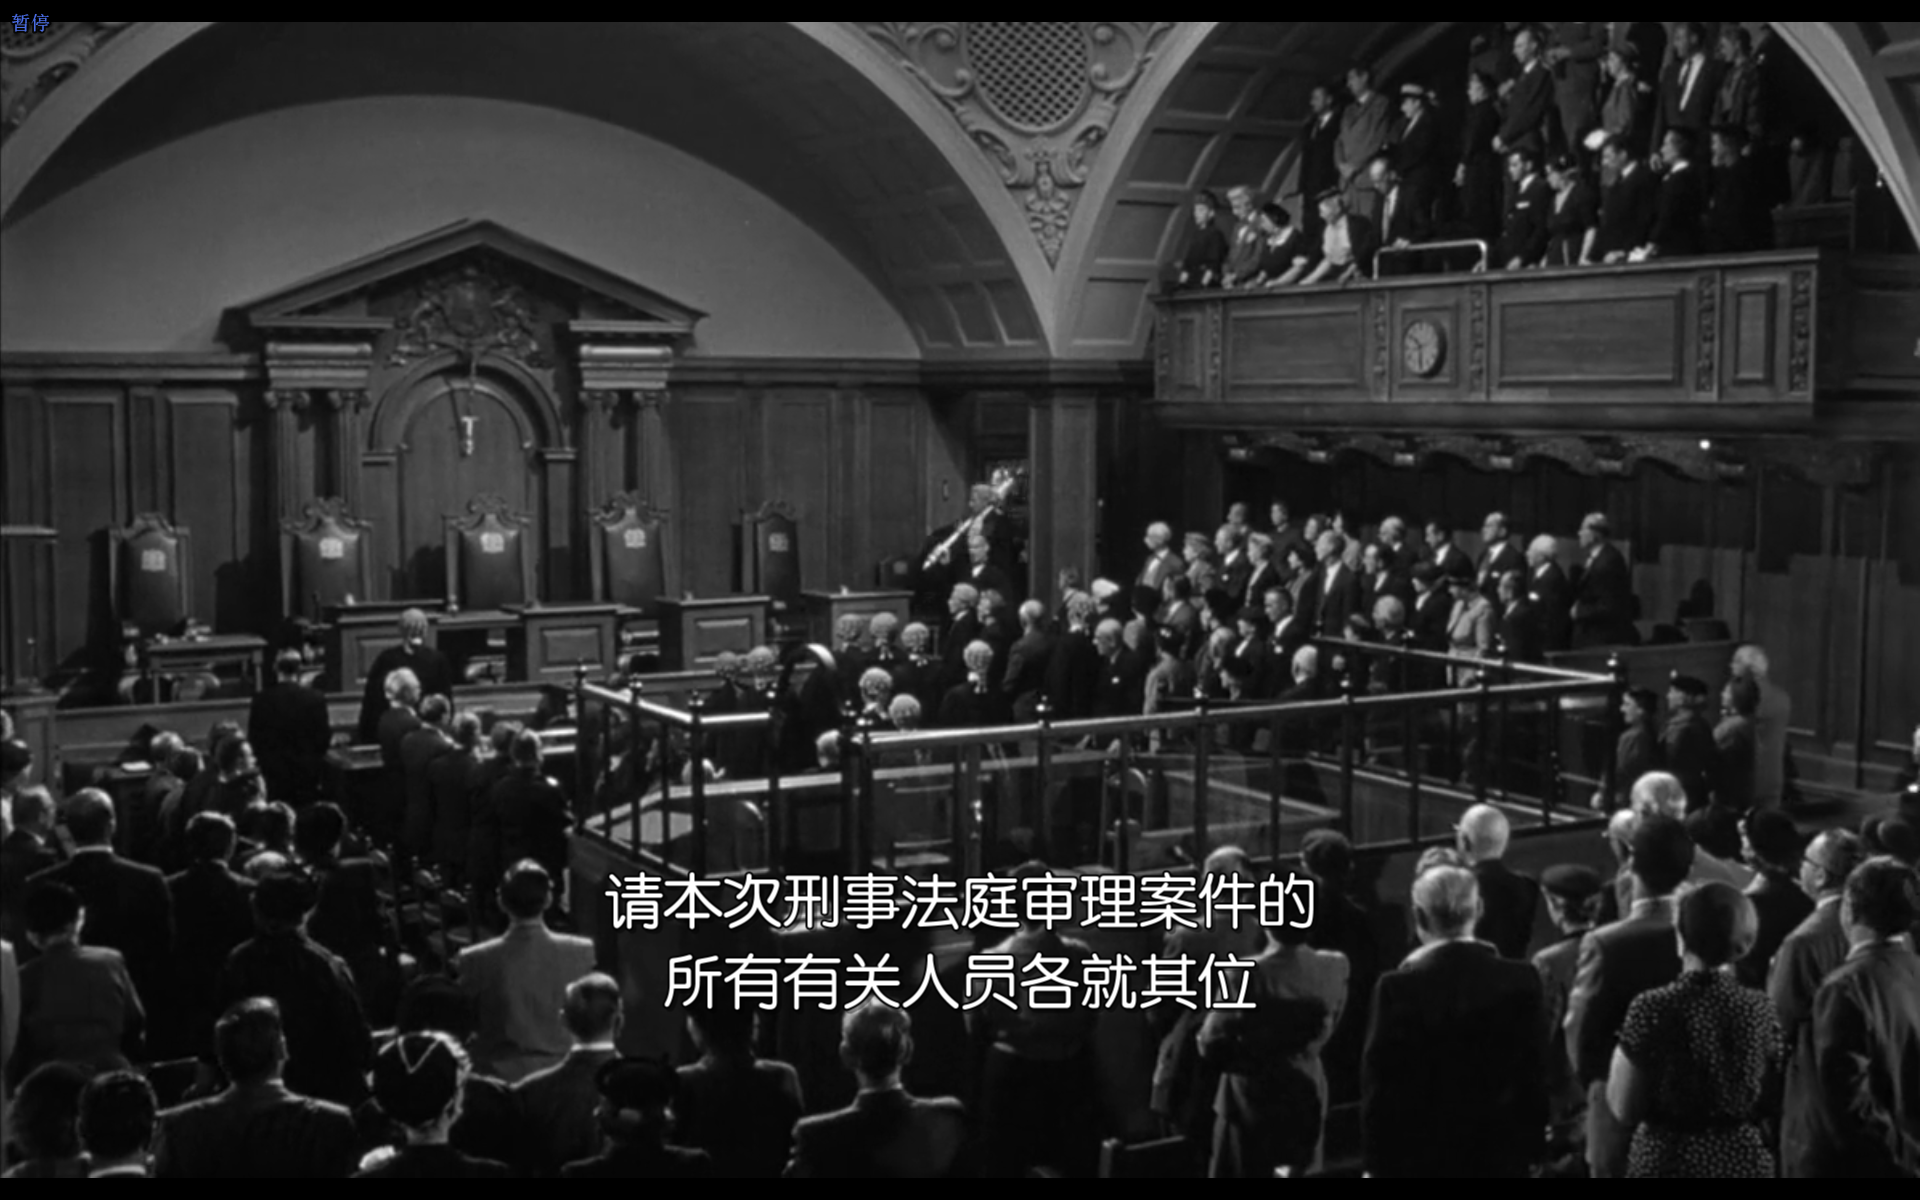 暂停
请本次刑事法庭审理案件的
所有有关人员各就其位